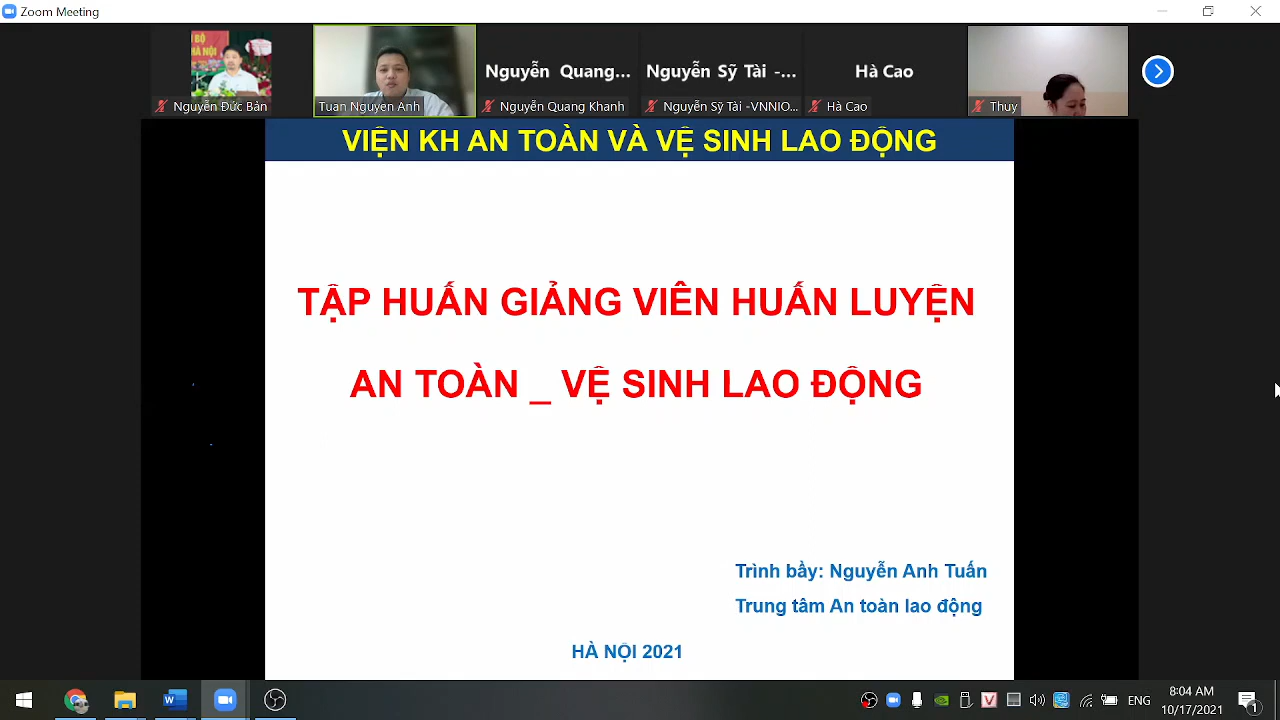 Zoom Meeting
Nguyễn Quang...
Nguyễn Sỹ Tài -...
Hà Cao
Nguyễn Đức Bản
Tuan Nguyen Anh
Nguyễn Quang Khanh
Nguyễn Sỹ Tài -VNNIO...
Hà Cao
Thuy
VIỆN KH AN TOÀN VÀ VỆ SINH LAO ĐỘNG
TẬP HUẤN GIẢNG VIÊN HUẤN LUYỆN
AN TOÀN _ VỆ SINH LAO ĐỘNG
Trình bầy: Nguyễn Anh Tuấn
Trung tâm An toàn lao động
HÀ NỘI 2021
ENG
8:04 AM
10/17/2021
1